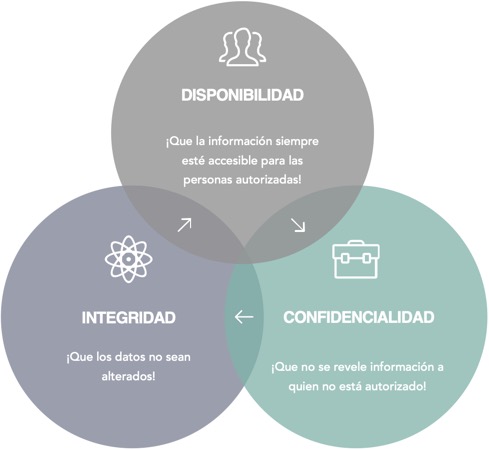 DISPONIBILIDAD
¡Que la información siempre
esté accesible para las
personas autorizadas!
INTEGRIDAD
¡Que los datos no sean
alterados!
CONFIDENCIALIDAD
¡Que no se revele información a
quien no está autorizado!